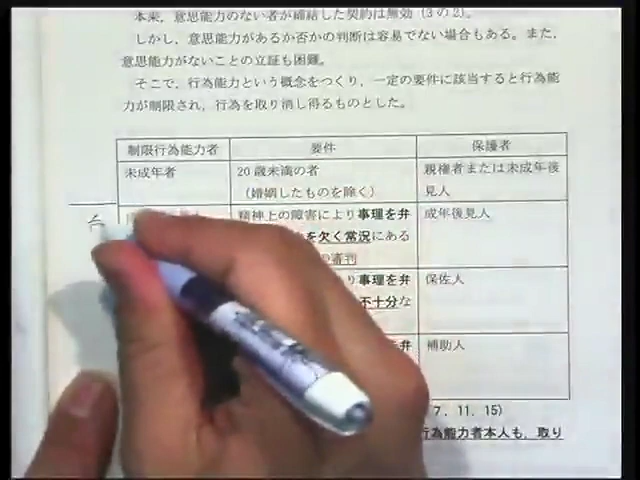 本来，意思能力のない者が締結した契約は無効（3の2）。
しかし，意思能力があるか否かの判断は容易でない場合もある。また，
意思能力がないことの立証も困難。
そこで，行為能力という概念をつくり，一定の要件に該当すると行為能
力が制限され，行為を取り消し得るものとした。
制限行為能力者 要件 保護者
未成年者 20歳未満の者 親権者または未成年後
（婚姻したものを除く） 見人
精神上の障害により事理を弁 成年後見人
を欠く常況にある
の審判
り事理を弁 保佐人
不十分な
を弁 補助人
7．11．15）
行為能力者本人も，取り